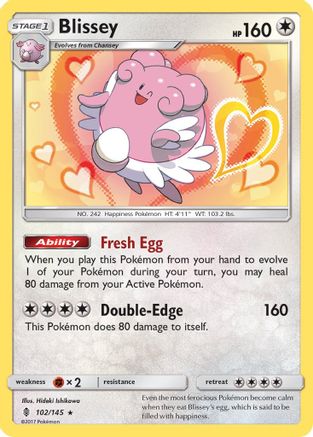 STAGE1 Blissey HP160
Evolves from Chansey
NO. 242 Happiness Pokémon HT: 4'11" WT: 103.2 lbs.
Ability Fresh Egg
When you play this Pokémon from your hand to evolve
1 of your Pokémon during your turn, you may heal
80 damage from your Active Pokémon.
Double-Edge 160
This Pokémon does 80 damage to itself.
weakness ×2 resistance retreat
Illus. Hideki Ishikawa
102/145 ★
©2017 Pokémon
Even the most ferocious Pokémon become calm
when they eat Blissey's egg, which is said to be
filled with happiness.